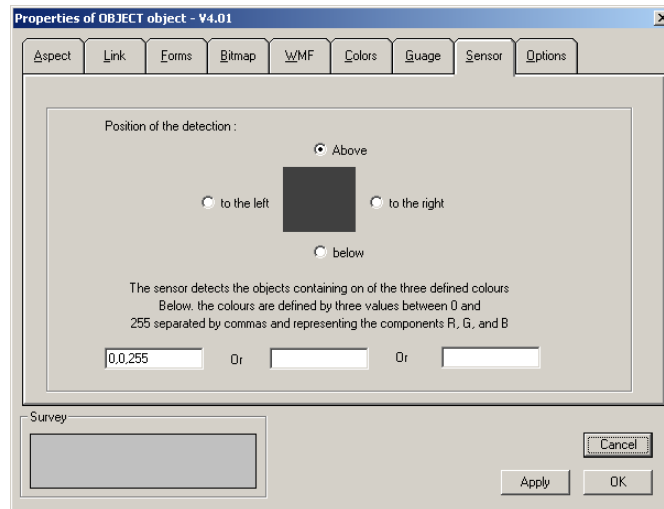 Properties of OBJECT object - V4.01
Aspect Link Forms Bitmap WMF Colors Guage Sensor Options
Position of the detection :
Above
to the left to the right
below
The sensor detects the objects containing on of the three defined colours
Below. the colours are defined by three values between 0 and
255 separated by commas and representing the components R, G, and B
0,0,255 Or Or
Survey
Cancel
Apply OK